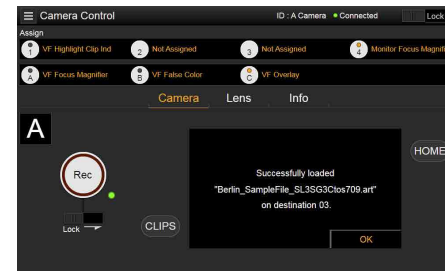 Camera Control
ID : A Camera Connected Lock
Assign
1 VF Highlight Clip Ind 2 Not Assigned 3 Not Assigned 4 Monitor Focus Magnifi
A VF Focus Magnifier B VF False Color C VF Overlay
Camera Lens Info
A
HOME
Rec
Successfully loaded
"Berlin_SampleFile_SL3SG3Ctos709.art"
on destination 03.
Lock
CLIPS
OK